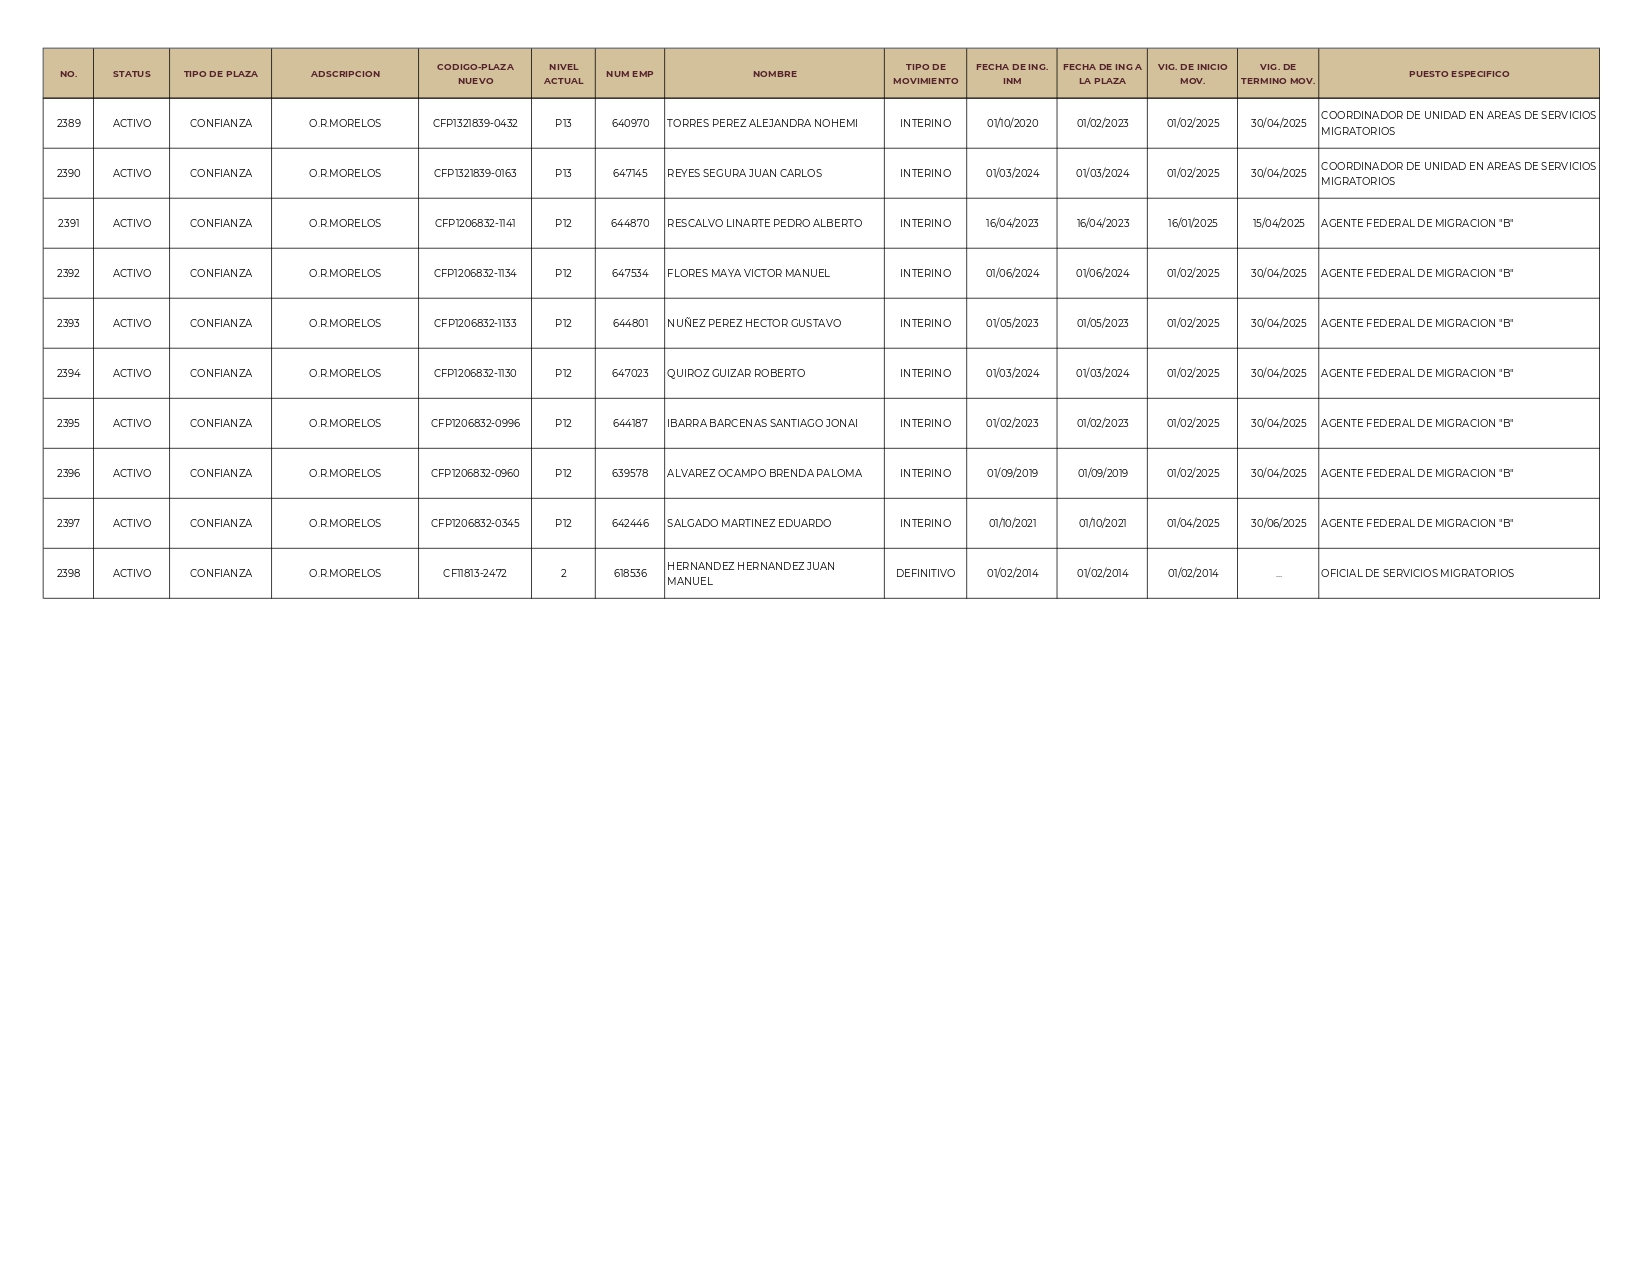 NO. STATUS TIPO DE PLAZA ADSCRIPCION CODIGO-PLAZA NUEVO NIVEL ACTUAL NUM EMP NOMBRE TIPO DE MOVIMIENTO FECHA DE ING. INM FECHA DE ING A LA PLAZA VIG. DE INICIO MOV. VIG. DE TERMINO MOV. PUESTO ESPECIFICO
2389 ACTIVO CONFIANZA O.R.MORELOS CFP1321839-0432 P13 640970 TORRES PEREZ ALEJANDRA NOHEMI INTERINO 01/10/2020 01/02/2023 01/02/2025 30/04/2025 COORDINADOR DE UNIDAD EN AREAS DE SERVICIOS MIGRATORIOS
2390 ACTIVO CONFIANZA O.R.MORELOS CFP1321839-0163 P13 647145 REYES SEGURA JUAN CARLOS INTERINO 01/03/2024 01/03/2024 01/02/2025 30/04/2025 COORDINADOR DE UNIDAD EN AREAS DE SERVICIOS MIGRATORIOS
2391 ACTIVO CONFIANZA O.R.MORELOS CFP1206832-1141 P12 644870 RESCALVO LINARTE PEDRO ALBERTO INTERINO 16/04/2023 16/04/2023 16/01/2025 15/04/2025 AGENTE FEDERAL DE MIGRACION "B"
2392 ACTIVO CONFIANZA O.R.MORELOS CFP1206832-1134 P12 647534 FLORES MAYA VICTOR MANUEL INTERINO 01/06/2024 01/06/2024 01/02/2025 30/04/2025 AGENTE FEDERAL DE MIGRACION "B"
2393 ACTIVO CONFIANZA O.R.MORELOS CFP1206832-1133 P12 644801 NUÑEZ PEREZ HECTOR GUSTAVO INTERINO 01/05/2023 01/05/2023 01/02/2025 30/04/2025 AGENTE FEDERAL DE MIGRACION "B"
2394 ACTIVO CONFIANZA O.R.MORELOS CFP1206832-1130 P12 647023 QUIROZ GUIZAR ROBERTO INTERINO 01/03/2024 01/03/2024 01/02/2025 30/04/2025 AGENTE FEDERAL DE MIGRACION "B"
2395 ACTIVO CONFIANZA O.R.MORELOS CFP1206832-0996 P12 644187 IBARRA BARCENAS SANTIAGO JONAI INTERINO 01/02/2023 01/02/2023 01/02/2025 30/04/2025 AGENTE FEDERAL DE MIGRACION "B"
2396 ACTIVO CONFIANZA O.R.MORELOS CFP1206832-0960 P12 639578 ALVAREZ OCAMPO BRENDA PALOMA INTERINO 01/09/2019 01/09/2019 01/02/2025 30/04/2025 AGENTE FEDERAL DE MIGRACION "B"
2397 ACTIVO CONFIANZA O.R.MORELOS CFP1206832-0345 P12 642446 SALGADO MARTINEZ EDUARDO INTERINO 01/10/2021 01/10/2021 01/04/2025 30/06/2025 AGENTE FEDERAL DE MIGRACION "B"
2398 ACTIVO CONFIANZA O.R.MORELOS CF11813-2472 2 618536 HERNANDEZ HERNANDEZ JUAN MANUEL DEFINITIVO 01/02/2014 01/02/2014 01/02/2014 ... OFICIAL DE SERVICIOS MIGRATORIOS